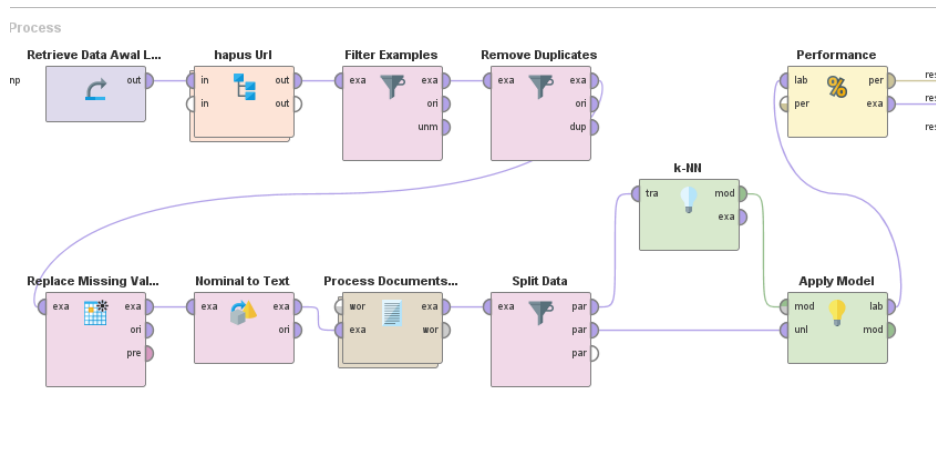 Process
Retrieve Data Awal L...
hapus Url
Filter Examples
Remove Duplicates
Performance
np
out
in
out
in
out
exa
exa
ori
unm
exa
exa
ori
dup
lab
per
per
exa
res
res
res
k-NN
tra
mod
exa
Replace Missing Val...
Nominal to Text
Process Documents...
Split Data
Apply Model
exa
exa
ori
pre
exa
exa
ori
wor
exa
exa
wor
exa
par
par
par
mod
lab
unl
mod